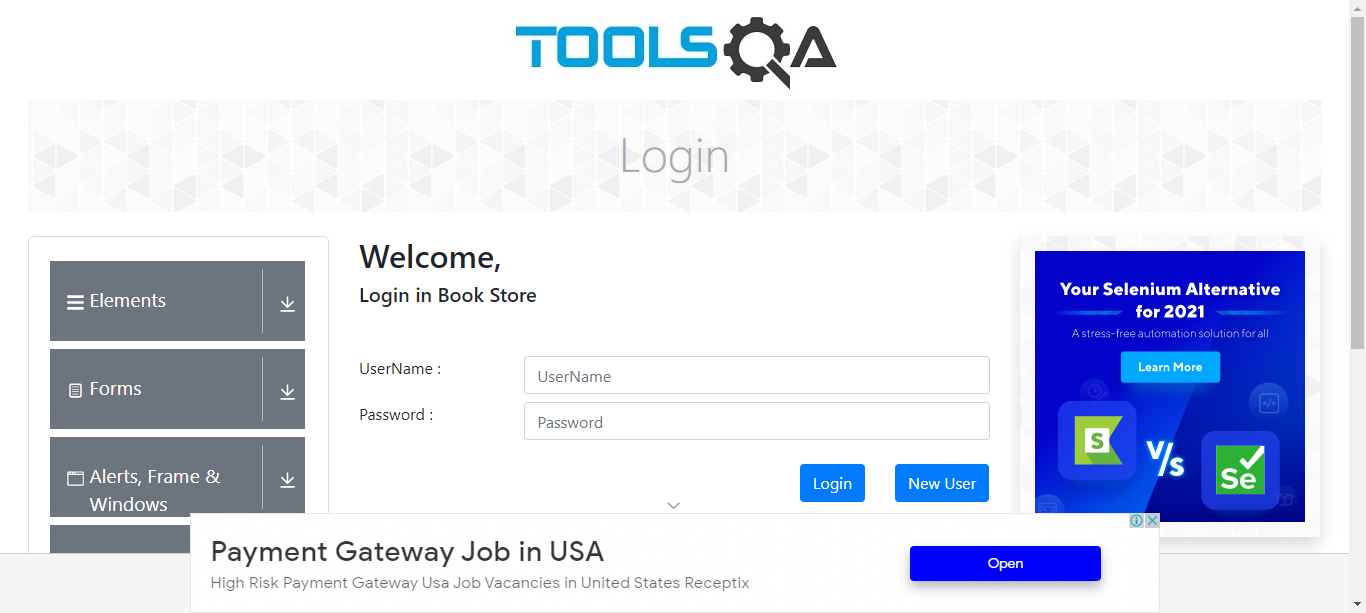 TOOLSQA
Login
Elements
Forms
Alerts, Frame &
Windows
Welcome,
Login in Book Store
UserName :
UserName
Password :
Password
Login
New User
Your Selenium Alternative
for 2021
A stress-free automation solution for all
Learn More
S
V/s
Se
Payment Gateway Job in USA
High Risk Payment Gateway Usa Job Vacancies in United States Receptix
Open